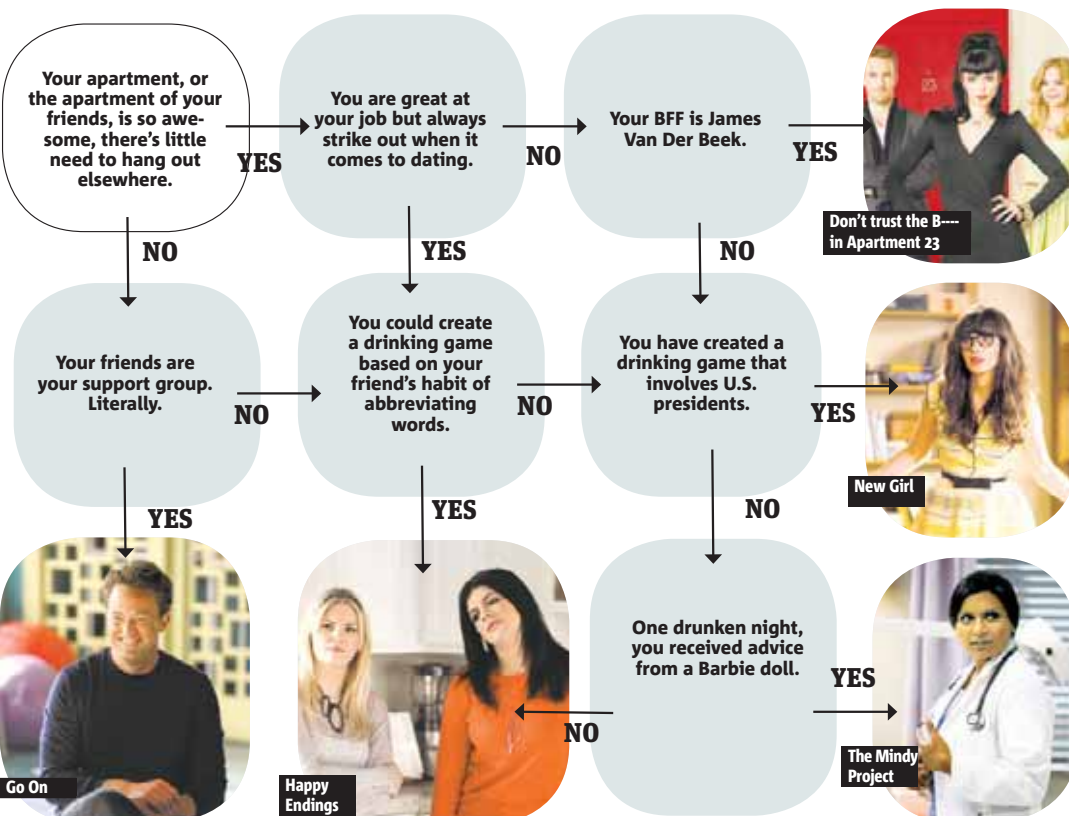 Your apartment, or
the apartment of your
friends, is so awe-
some, there's little
need to hang out
elsewhere.
YES
You are great at
your job but always
strike out when it
comes to dating.
NO
Your BFF is James
Van Der Beek.
YES
Don't trust the B----
in Apartment 23
NO
YES
NO
Your friends are
your support group.
Literally.
NO
You could create
a drinking game
based on your
friend's habit of
abbreviating
words.
NO
You have created a
drinking game that
involves U.S.
presidents.
YES
New Girl
YES
YES
NO
Go On
Happy
Endings
One drunken night,
you received advice
from a Barbie doll.
YES
NO
The Mindy
Project